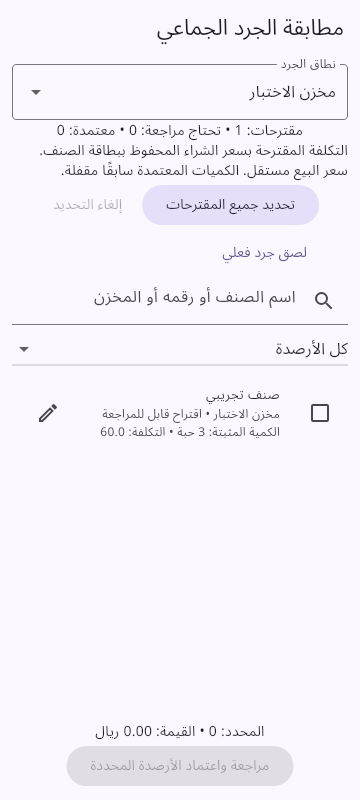 مطابقة الجرد الجماعي
نطاق الجرد
مخزن الاختبار
مقترحات: 1 • تحتاج مراجعة: 0 • معتمدة: 0
التكلفة المقترحة بسعر الشراء المحفوظ ببطاقة الصنف.
سعر البيع مستقل. الكميات المعتمدة سابقًا مقفلة.
تحديد جميع المقترحات
إلغاء التحديد
لصق جرد فعلي
اسم الصنف أو رقمه أو المخزن
كل الأرصدة
صنف تجريبي
مخزن الاختبار • اقتراح قابل للمراجعة
الكمية المثبتة: 3 حبة • التكلفة: 60.0
المحدد: 0 • القيمة: 0.00 ريال
مراجعة واعتماد الأرصدة المحددة